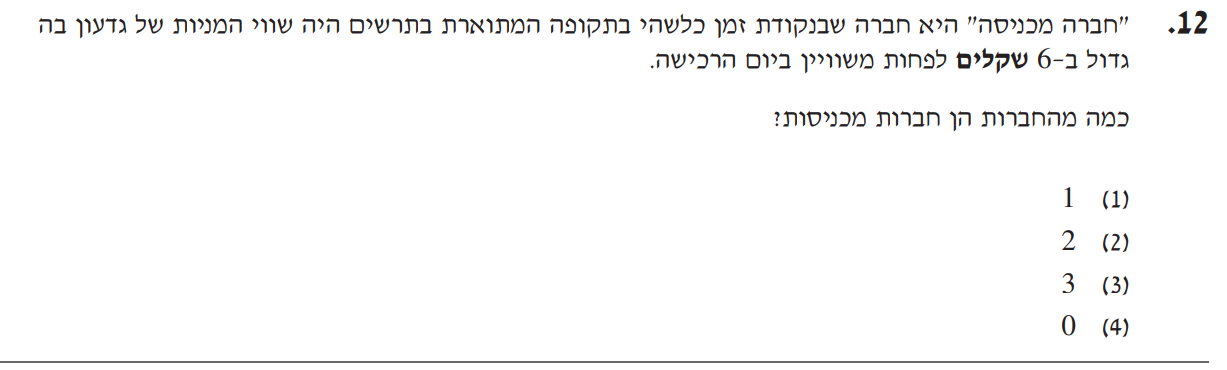 12. "חברה מכניסה" היא חברה שבנקודת זמן כלשהי בתקופה המתוארת בתרשים היה שווי המניות של גדעון בה
גדול ב-6 שקלים לפחות משוויין ביום הרכישה.
כמה מהחברות הן חברות מכניסות?
(1) 1
(2) 2
(3) 3
(4) 0